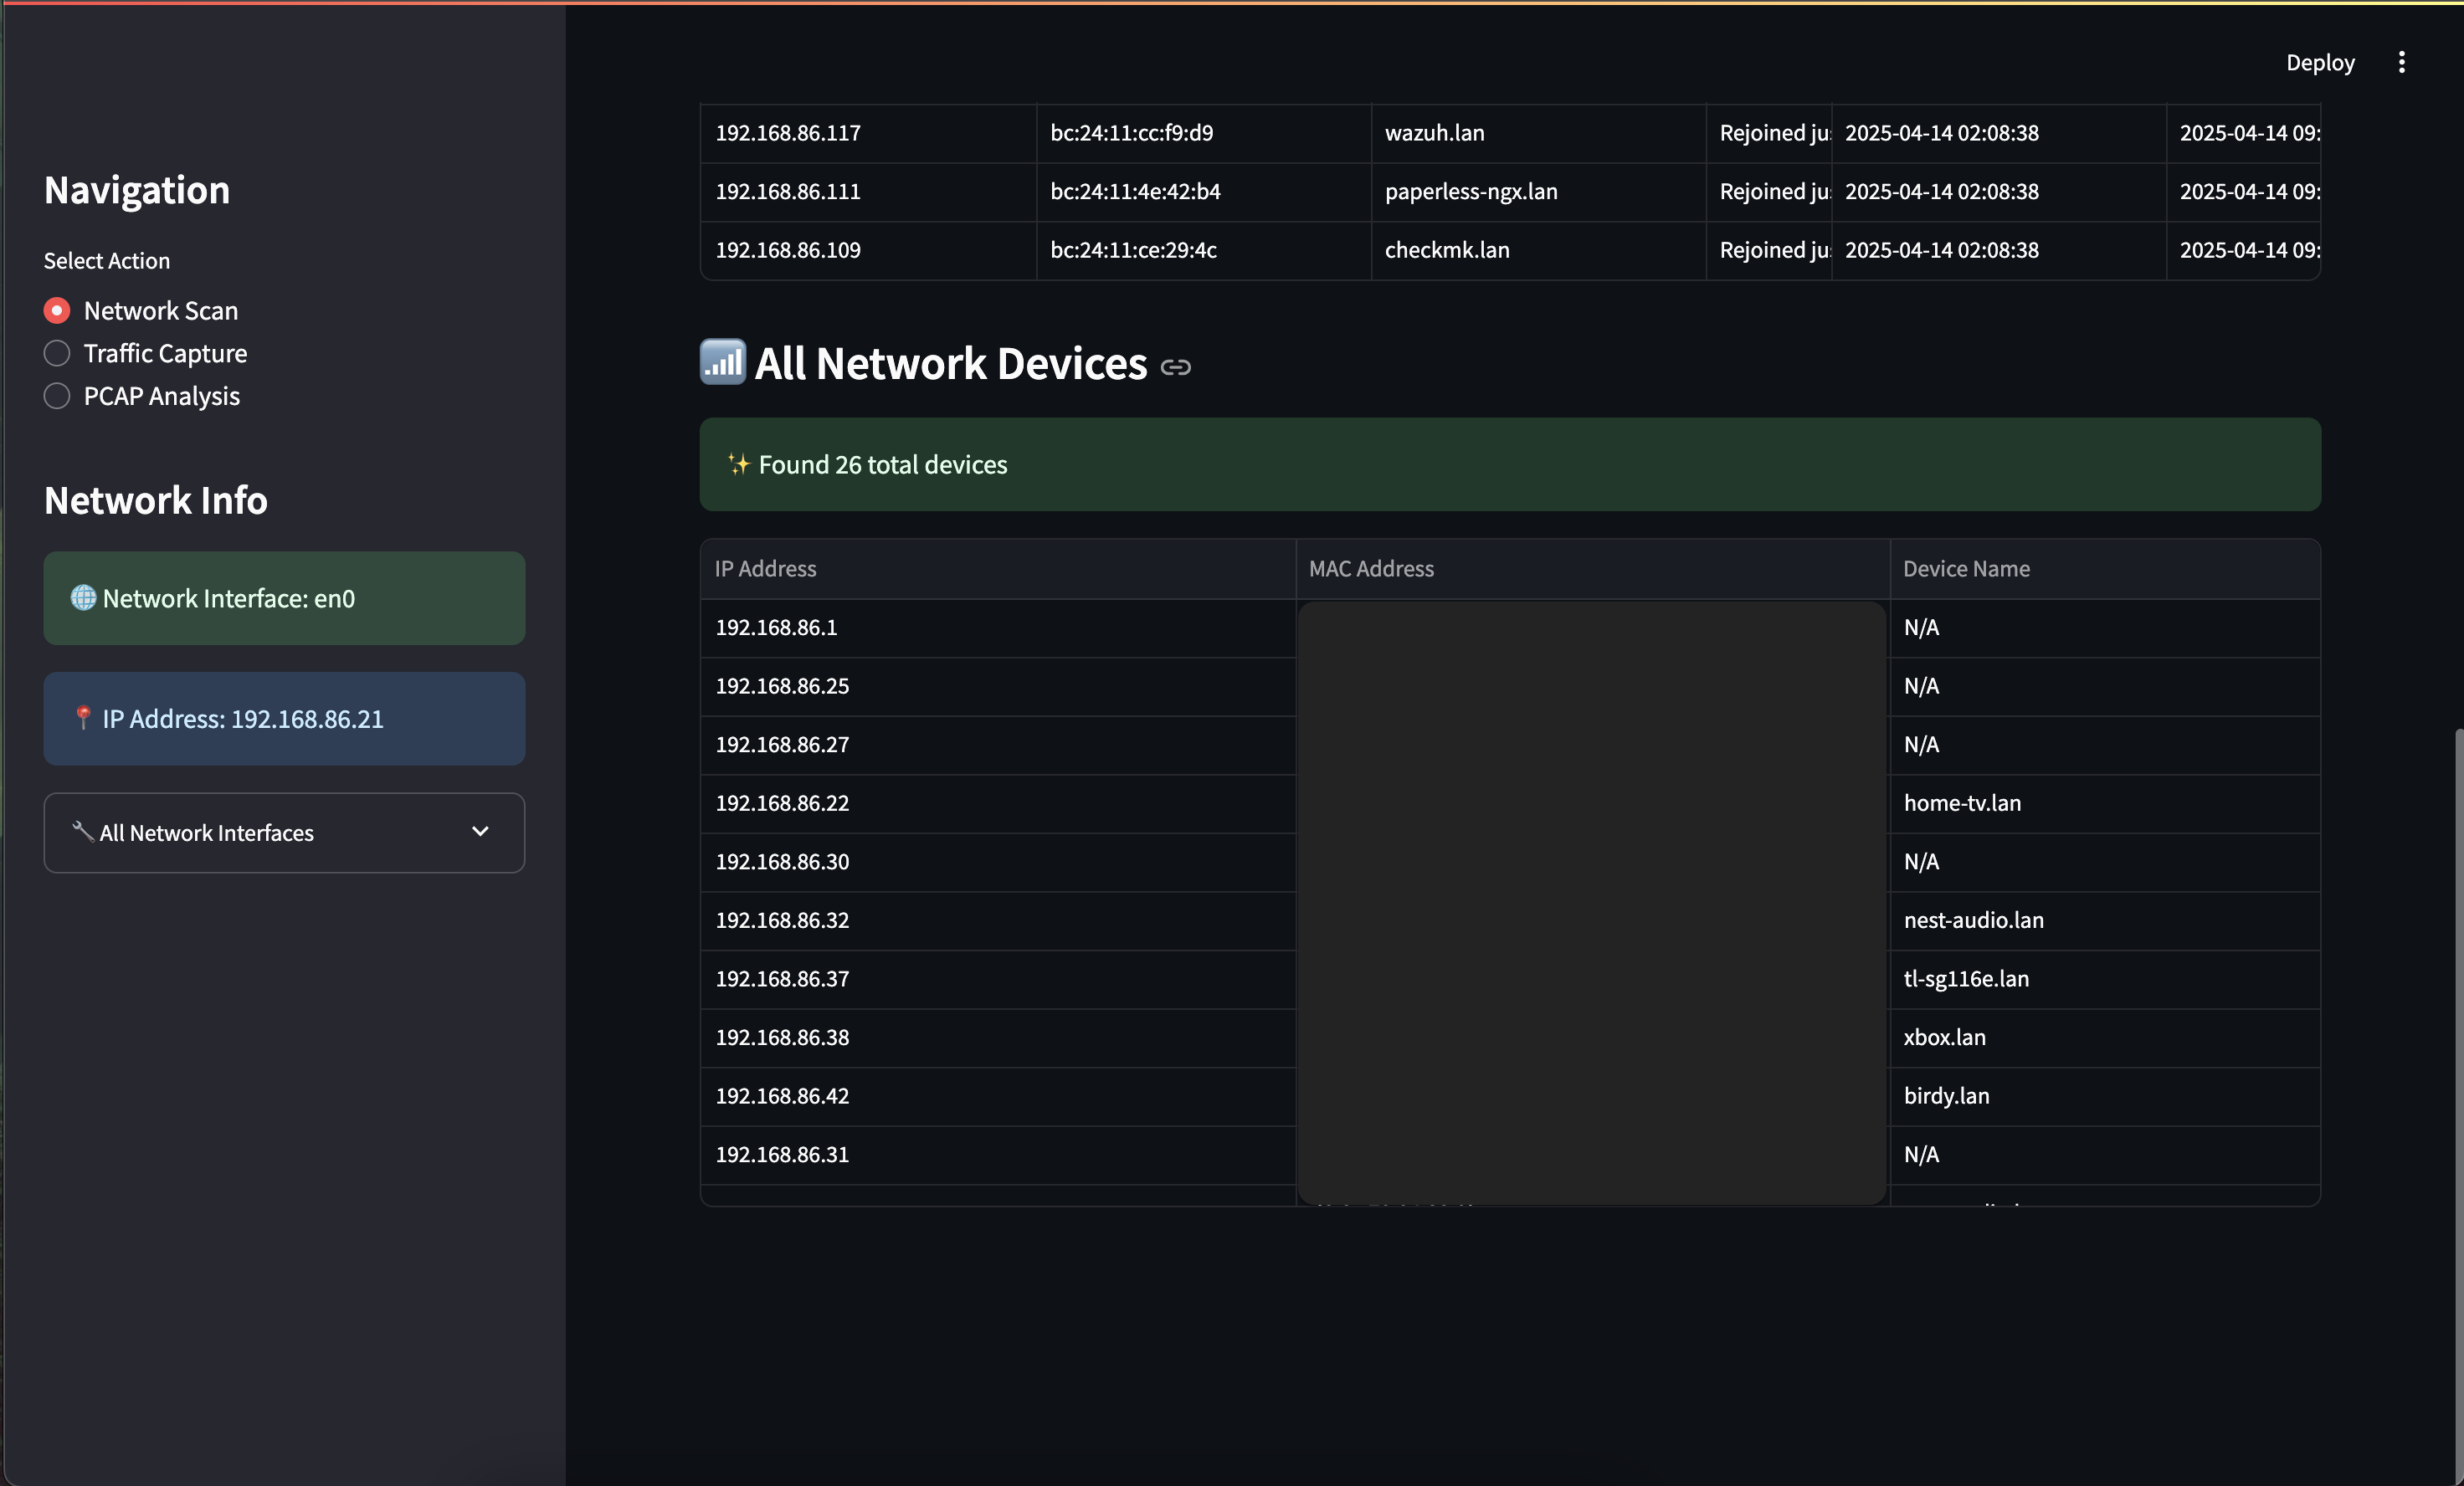 Deploy
Navigation
Select Action
Network Scan
Traffic Capture
PCAP Analysis
Network Info
Network Interface: en0
IP Address: 192.168.86.21
All Network Interfaces
192.168.86.117 bc:24:11:cc:f9:d9 wazuh.lan Rejoined 2025-04-14 02:08:38 2025-04-14 09:
192.168.86.111 bc:24:11:4e:42:b4 paperless-ngx.lan Rejoined 2025-04-14 02:08:38 2025-04-14 09:
192.168.86.109 bc:24:11:ce:29:4c checkmk.lan Rejoined 2025-04-14 02:08:38 2025-04-14 09:
All Network Devices
Found 26 total devices
IP Address MAC Address Device Name
192.168.86.1 N/A
192.168.86.25 N/A
192.168.86.27 N/A
192.168.86.22 home-tv.lan
192.168.86.30 N/A
192.168.86.32 nest-audio.lan
192.168.86.37 tl-sg116e.lan
192.168.86.38 xbox.lan
192.168.86.42 birdy.lan
192.168.86.31 N/A